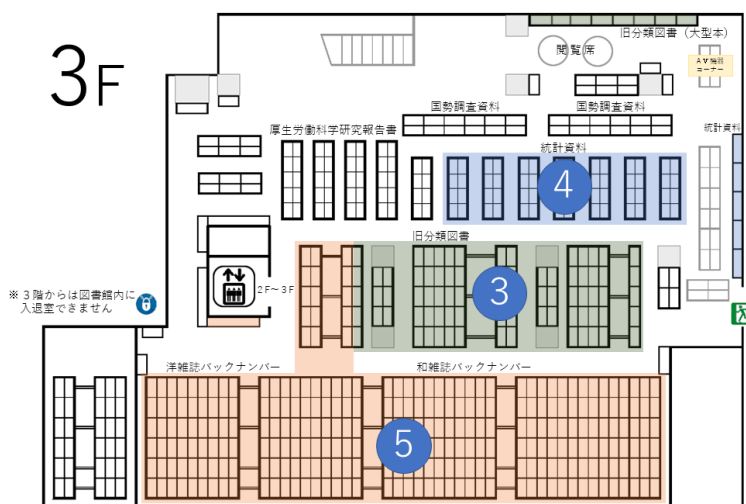 3F
旧分類図書(大型本)
閲覧席
AV機器
コーナー
国勢調査資料
国勢調査資料
厚生労働科学研究報告書
統計資料
統計資料
4
旧分類図書
2F~3F
3
※3階からは図書館内に
入退室できません
洋雑誌バックナンバー
和雑誌バックナンバー
5